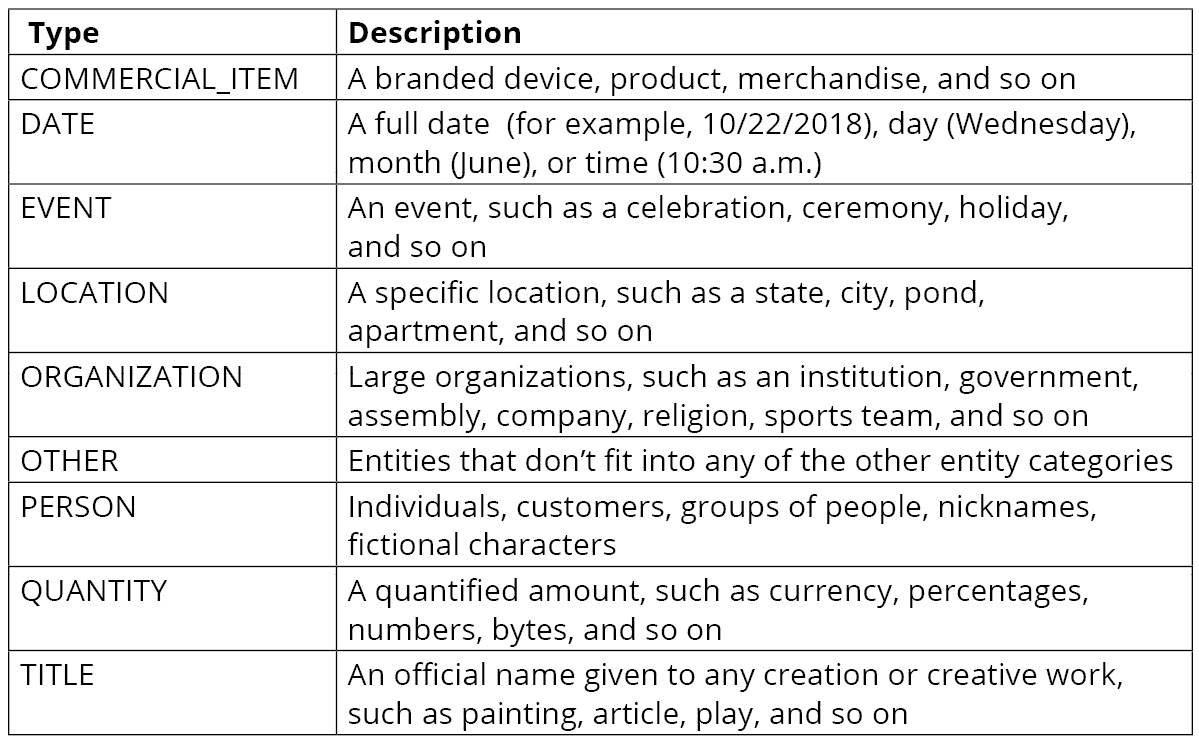 Type Description
COMMERCIAL_ITEM A branded device, product, merchandise, and so on
DATE A full date (for example, 10/22/2018), day (Wednesday),
month (June), or time (10:30 a.m.)
EVENT An event, such as a celebration, ceremony, holiday,
and so on
LOCATION A specific location, such as a state, city, pond,
apartment, and so on
ORGANIZATION Large organizations, such as an institution, government,
assembly, company, religion, sports team, and so on
OTHER Entities that don’t fit into any of the other entity categories
PERSON Individuals, customers, groups of people, nicknames,
fictional characters
QUANTITY A quantified amount, such as currency, percentages,
numbers, bytes, and so on
TITLE An official name given to any creation or creative work,
such as painting, article, play, and so on